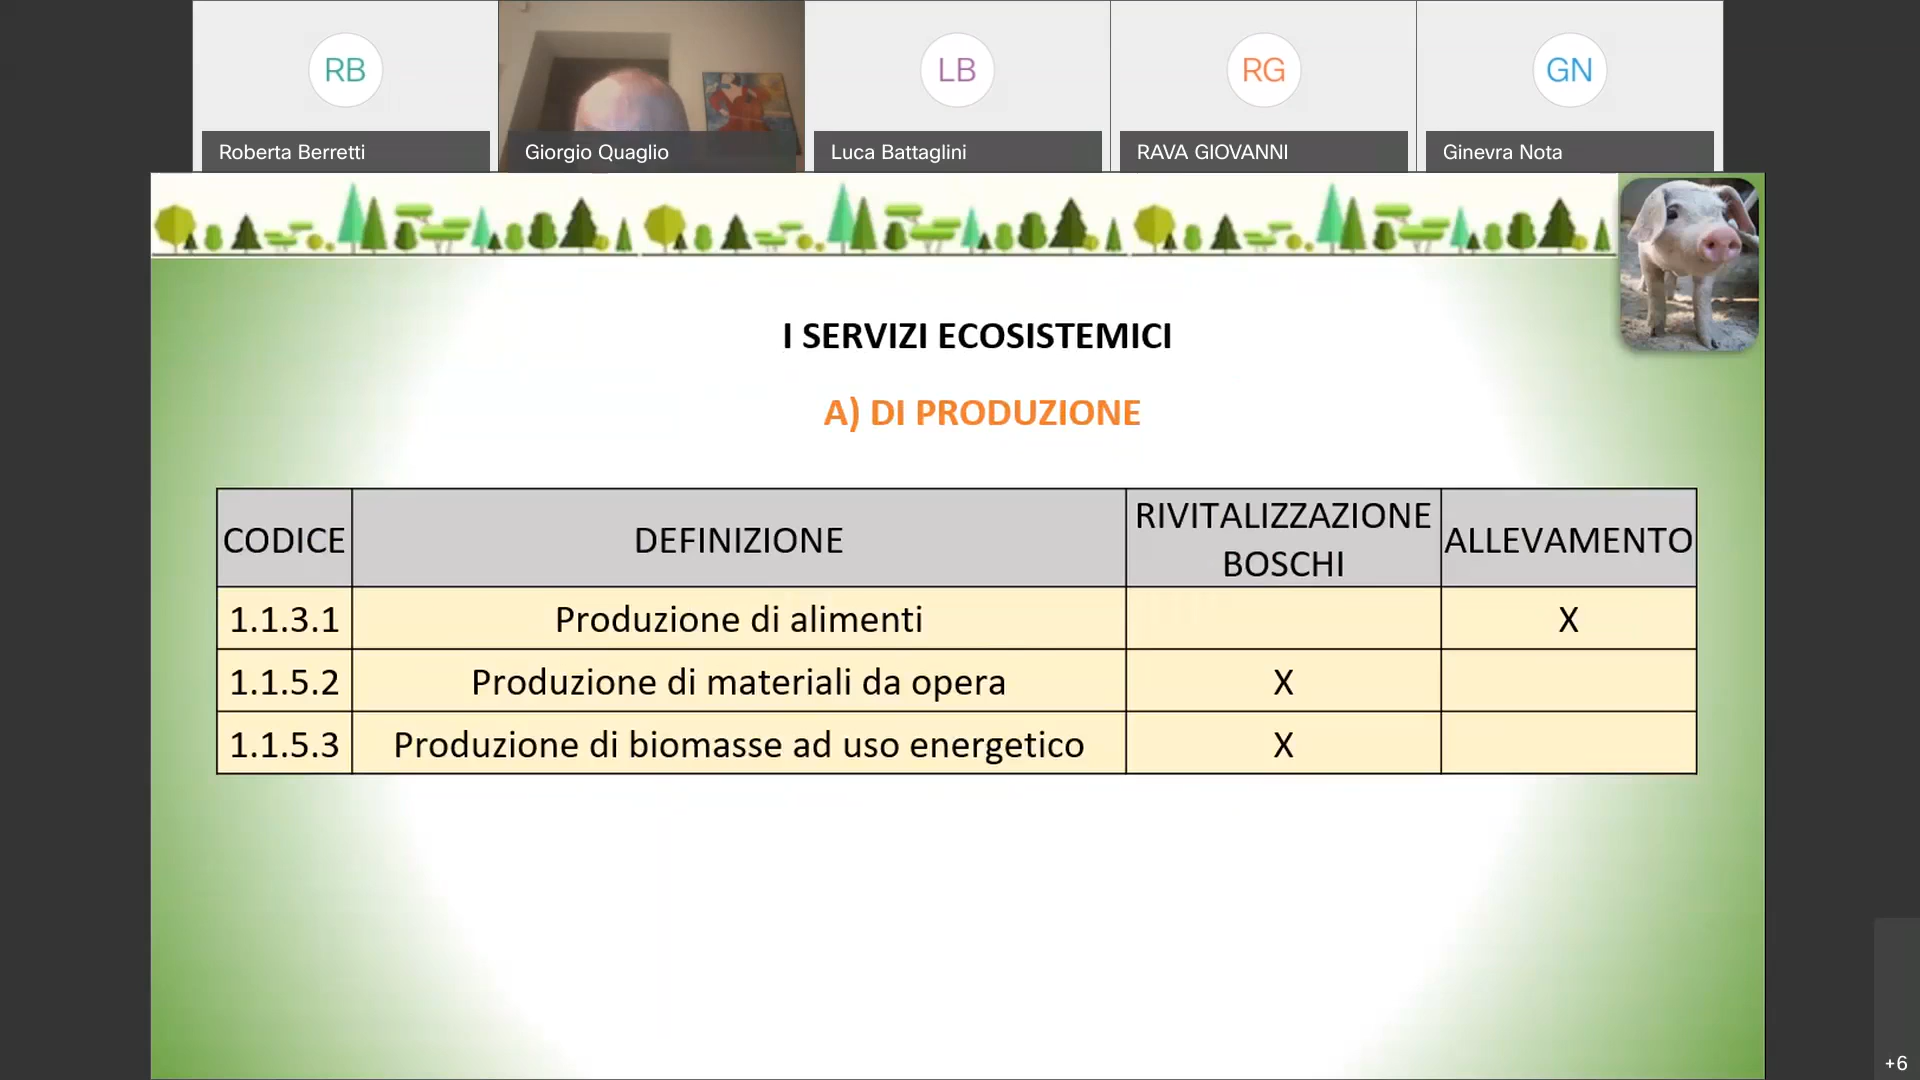 RB
LB
RG
GN
Roberta Berretti
Giorgio Quaglio
Luca Battaglini
RAVA GIOVANNI
Ginevra Nota
I SERVIZI ECOSISTEMICI
A) DI PRODUZIONE
CODICE
DEFINIZIONE
RIVITALIZZAZIONE
BOSCHI
ALLEVAMENTO
1.1.3.1 Produzione di alimenti X
1.1.5.2 Produzione di materiali da opera X
1.1.5.3 Produzione di biomasse ad uso energetico X
+6